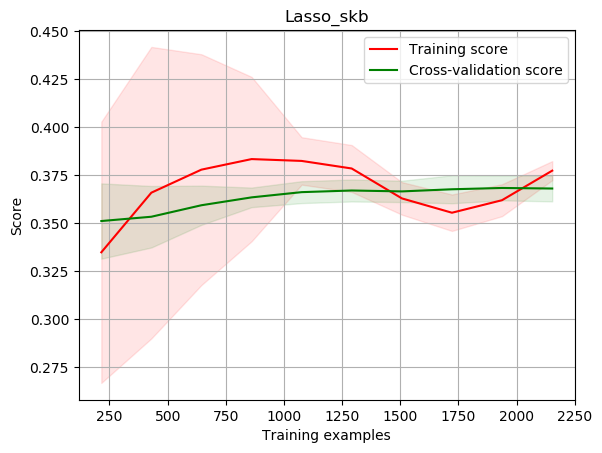 Lasso_skb
Training score
Cross-validation score
0.450
0.425
0.400
0.375
0.350
0.325
0.300
0.275
Score
250 500 750 1000 1250 1500 1750 2000 2250
Training examples